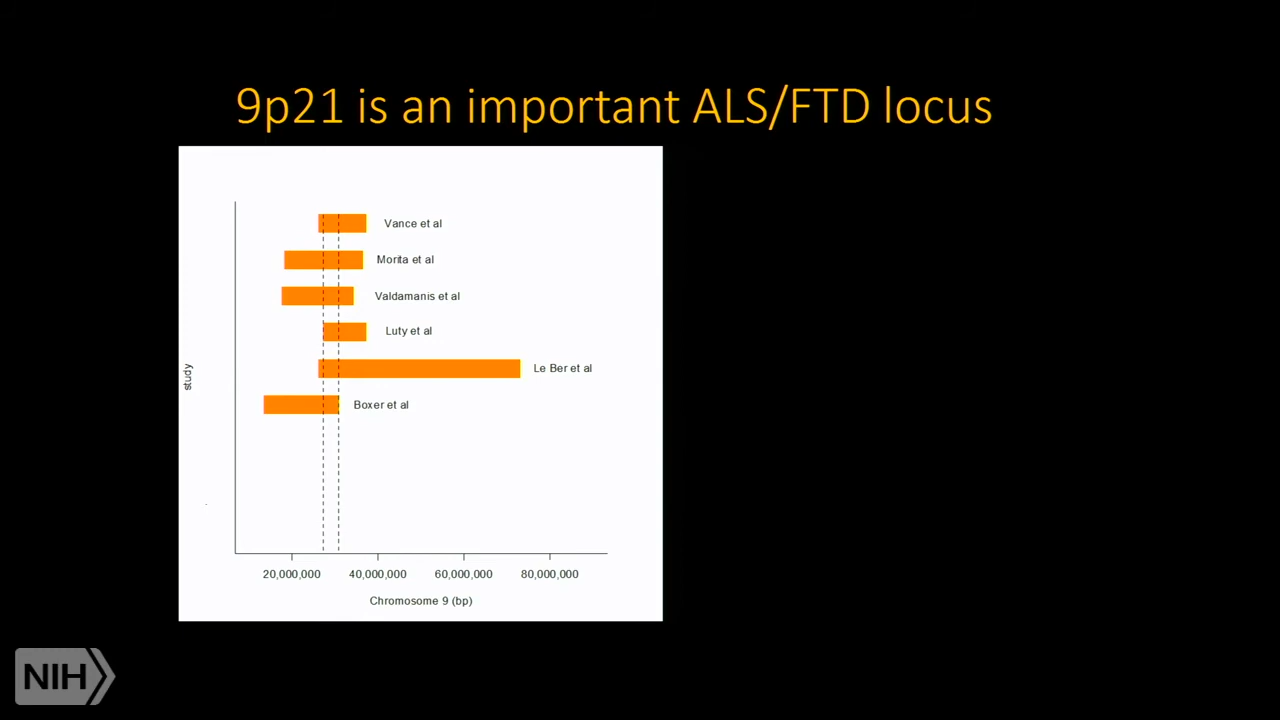 9p21 is an important ALS/FTD locus
Vance et al
Morita et al
Valdamanis et al
Luty et al
Le Ber et al
Boxer et al
study
20,000,000 40,000,000 60,000,000 80,000,000
Chromosome 9 (bp)
NIH